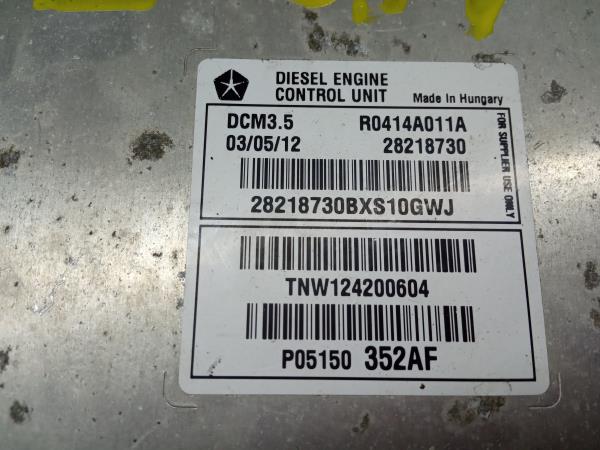 DIESEL ENGINE
CONTROL UNIT
Made In Hungary
DCM3.5 R0414A011A
03/05/12 28218730
28218730BXS10GWJ
FOR SUPPLIER USE ONLY
TNW124200604
P05150 352AF